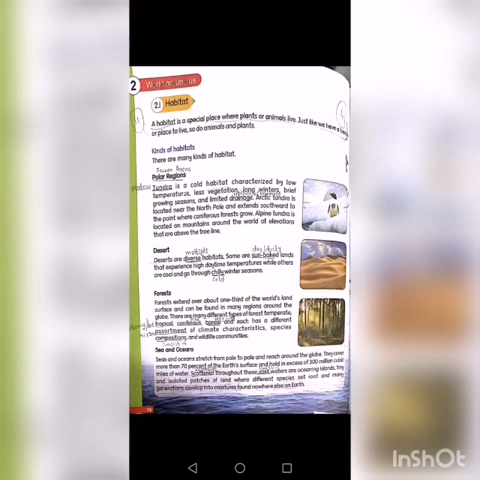 2 World around us
2.1 Habitat
A habitat is a special place where plants or animals live. Just like we have a
or place to live, so do animals and plants.
Kinds of habitats
There are many kinds of habitat.
Frozen Areas
Polar Regions
Tundra is a cold habitat characterized by low
temperatures, less vegetation, long winters, brief
growing seasons, and limited drainage. Arctic tundra is
located near the North Pole and extends southward to
the point where coniferous forests grow. Alpine tundra is
located on mountains around the world at elevations
that are above the tree line.
Desert
multiple
Deserts are diverse habitats. Some are sun-baked lands
that experience high daytime temperatures while others
are cool and go through chilly winter seasons.
cold
Forests
Forests extend over about one-third of the world's land
surface and can be found in many regions around the
globe. There are many different types of forest temperate,
tropical, coniferous, boreal and each has a different
assortment of climate characteristics, species
compositions, and wildlife communities.
Sea and Oceans
Seas and oceans stretch from pole to pole and reach around the globe. They cover
more than 70 percent of the Earth's surface and hold in excess of 300 million cubic
miles of water. Scattered throughout these vast waters are oceaning islands, tiny
and isolated patches of land where different species get root and many
generations develop into creatures found nowhere else on Earth.
InShOt